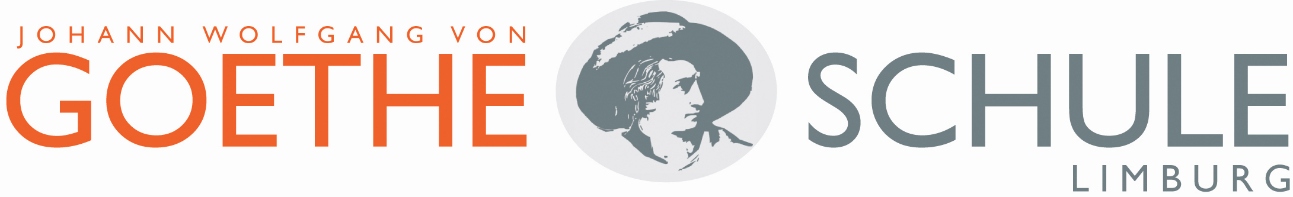 JOHANN WOLFGANG VON
GOETHE SCHULE
LIMBURG